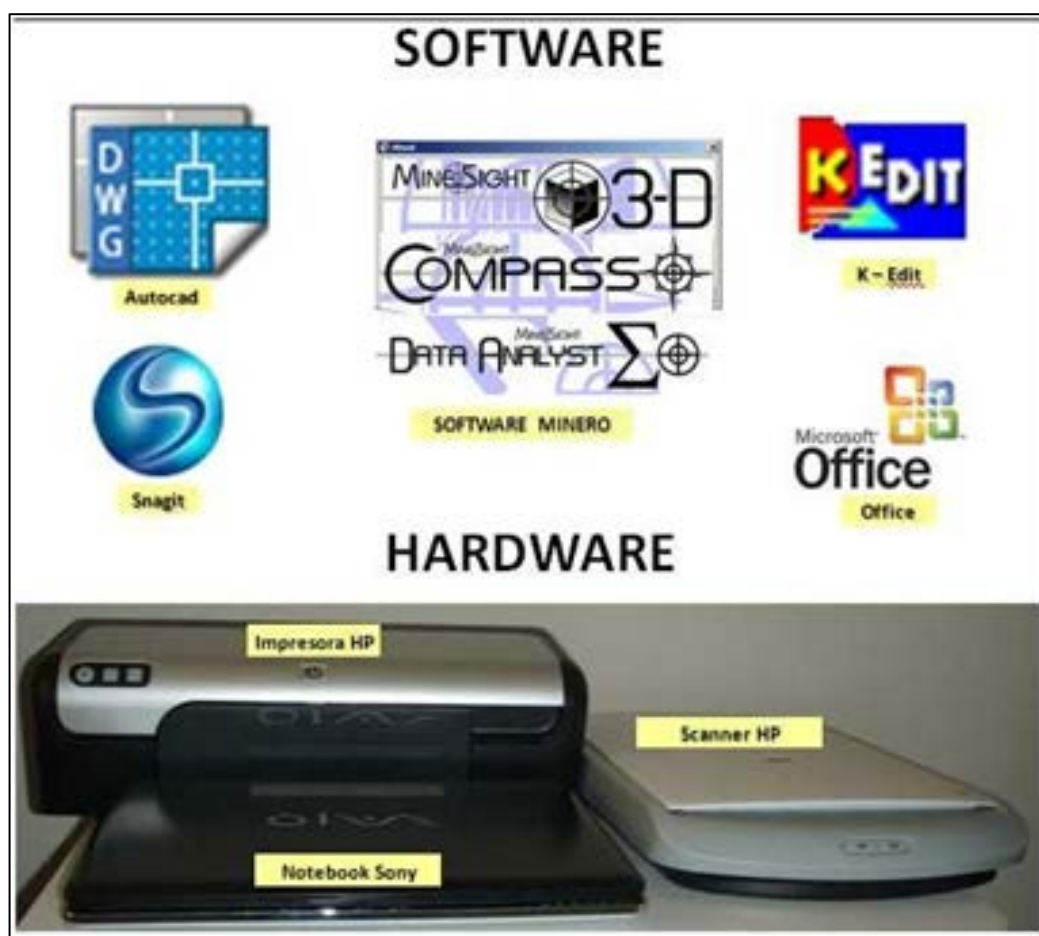 SOFTWARE
DWG
Autocad
MINESIGHT 3-D
MineSight
COMPASS
MineSight
DATA ANALYST Σ
SOFTWARE MINERO
K EDIT
K – Edit
Snagit
Microsoft
Office
Office
HARDWARE
Impresora HP
VAIO
Scanner HP
VAIO
Notebook Sony